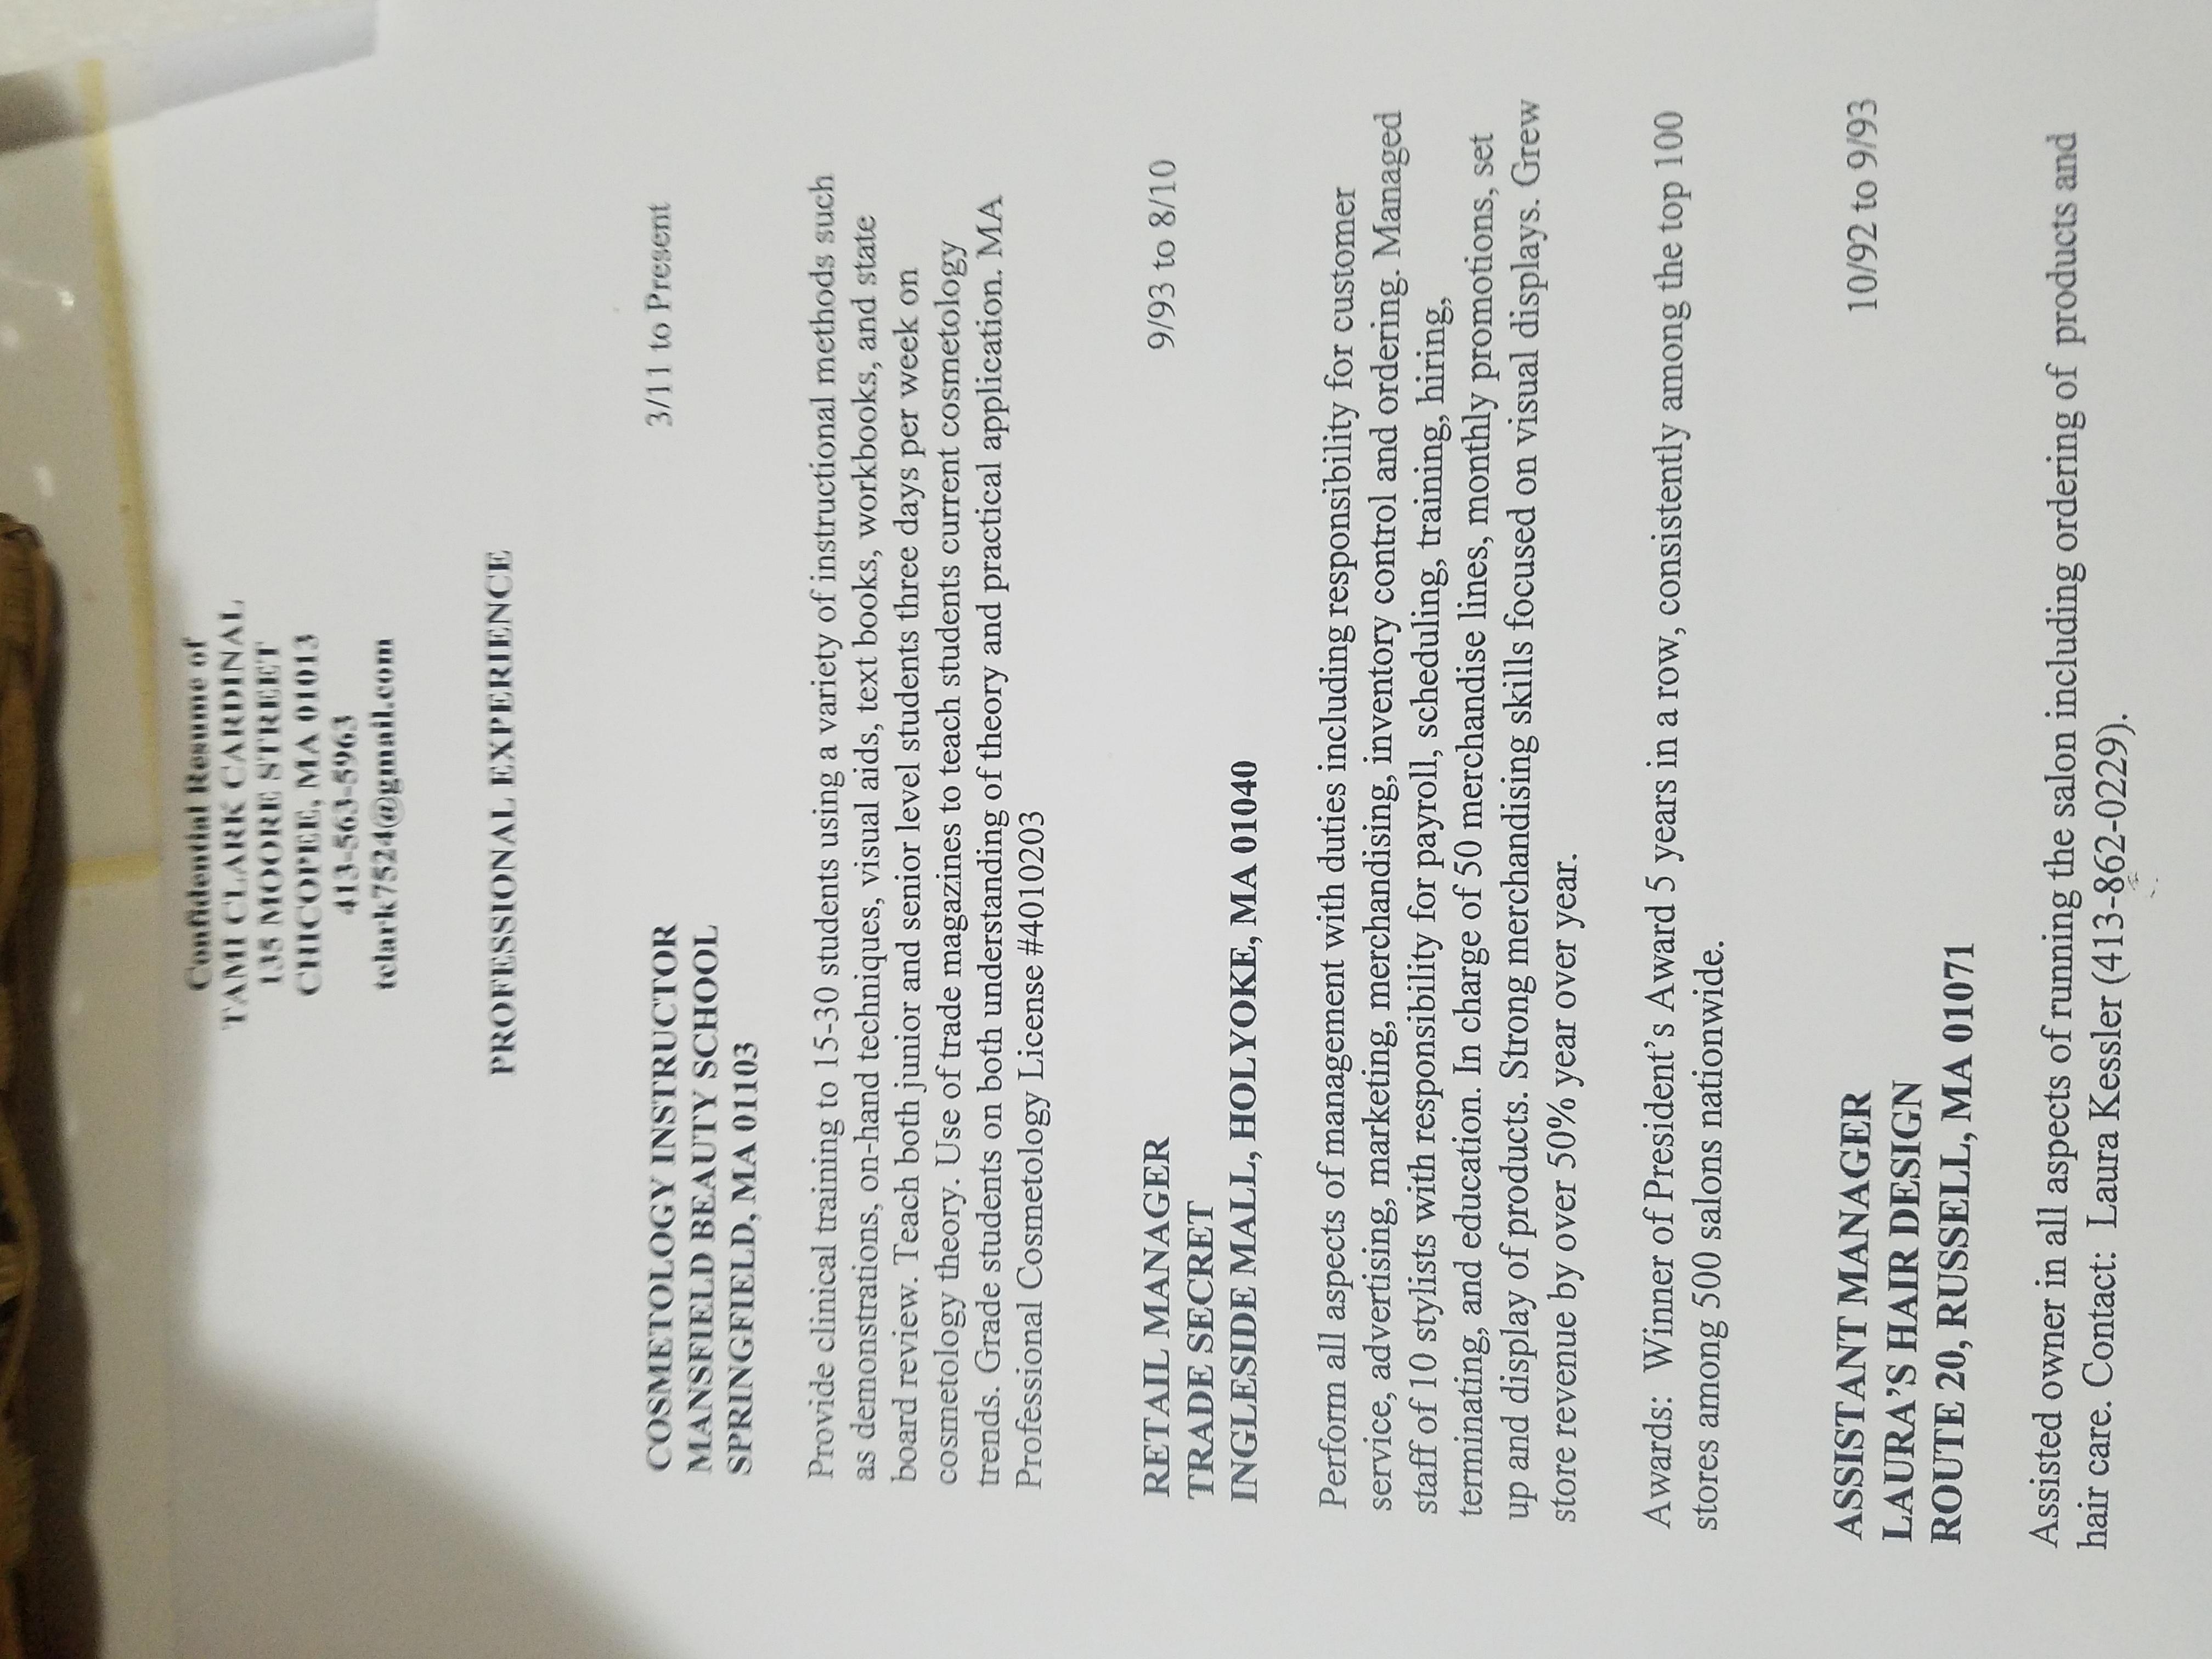 Confidential Resume of
TAMI CLARK CARDINAL
135 MOORE STREET
CHICOPEE, MA 01013
413-563-5963
tclark7524@gmail.com
PROFESSIONAL EXPERIENCE
COSMETOLOGY INSTRUCTOR 3/11 to Present
MANSFIELD BEAUTY SCHOOL
SPRINGFIELD, MA 01103
Provide clinical training to 15-30 students using a variety of instructional methods such
as demonstrations, on-hand techniques, visual aids, text books, workbooks, and state
board review. Teach both junior and senior level students three days per week on
cosmetology theory. Use of trade magazines to teach students current cosmetology
trends. Grade students on both understanding of theory and practical application. MA
Professional Cosmetology License #4010203
RETAIL MANAGER 9/93 to 8/10
TRADE SECRET
INGLESIDE MALL, HOLYOKE, MA 01040
Perform all aspects of management with duties including responsibility for customer
service, advertising, marketing, merchandising, inventory control and ordering. Managed
staff of 10 stylists with responsibility for payroll, scheduling, training, hiring,
terminating, and education. In charge of 50 merchandise lines, monthly promotions, set
up and display of products. Strong merchandising skills focused on visual displays. Grew
store revenue by over 50% year over year.
Awards: Winner of President's Award 5 years in a row, consistently among the top 100
stores among 500 salons nationwide.
ASSISTANT MANAGER 10/92 to 9/93
LAURA'S HAIR DESIGN
ROUTE 20, RUSSELL, MA 01071
Assisted owner in all aspects of running the salon including ordering of products and
hair care. Contact: Laura Kessler (413-862-0229).